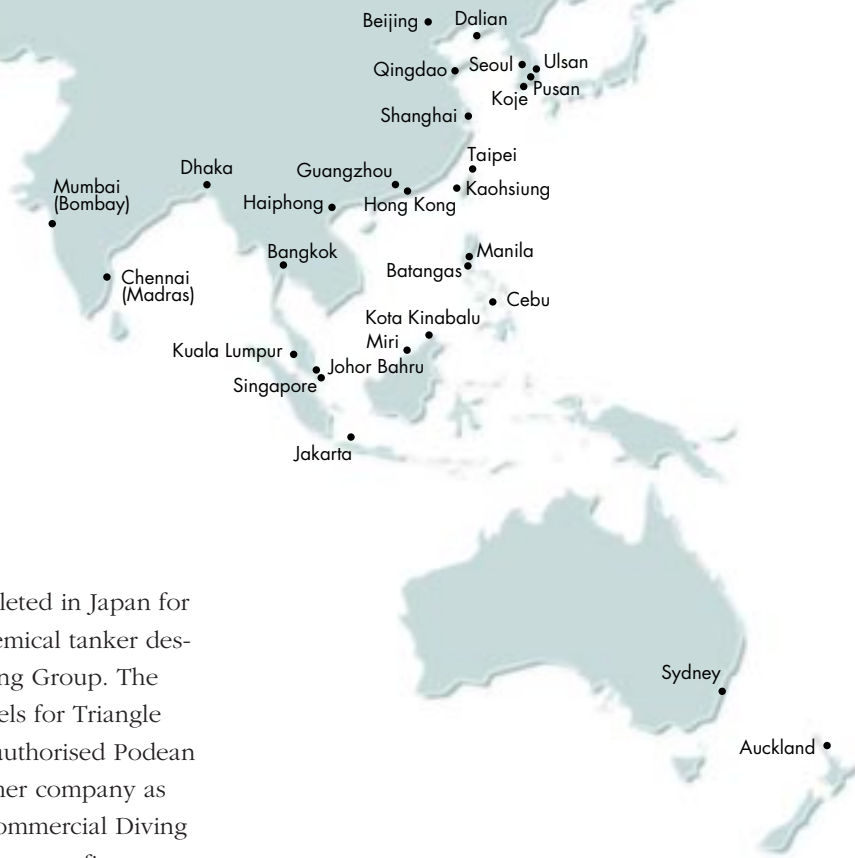 Beijing
Dalian
Qingdao
Seoul
Ulsan
Pusan
Koje
Shanghai
Taipei
Dhaka
Guangzhou
Mumbai
(Bombay)
Kaohsiung
Haiphong
Hong Kong
Bangkok
Manila
Batangas
Chennai
(Madras)
Cebu
Kota Kinabalu
Miri
Kuala Lumpur
Johor Bahru
Singapore
Jakarta
Sydney
Auckland
leted in Japan for
emical tanker des-
ng Group. The
els for Triangle
authorised Podean
ner company as
ommercial Diving